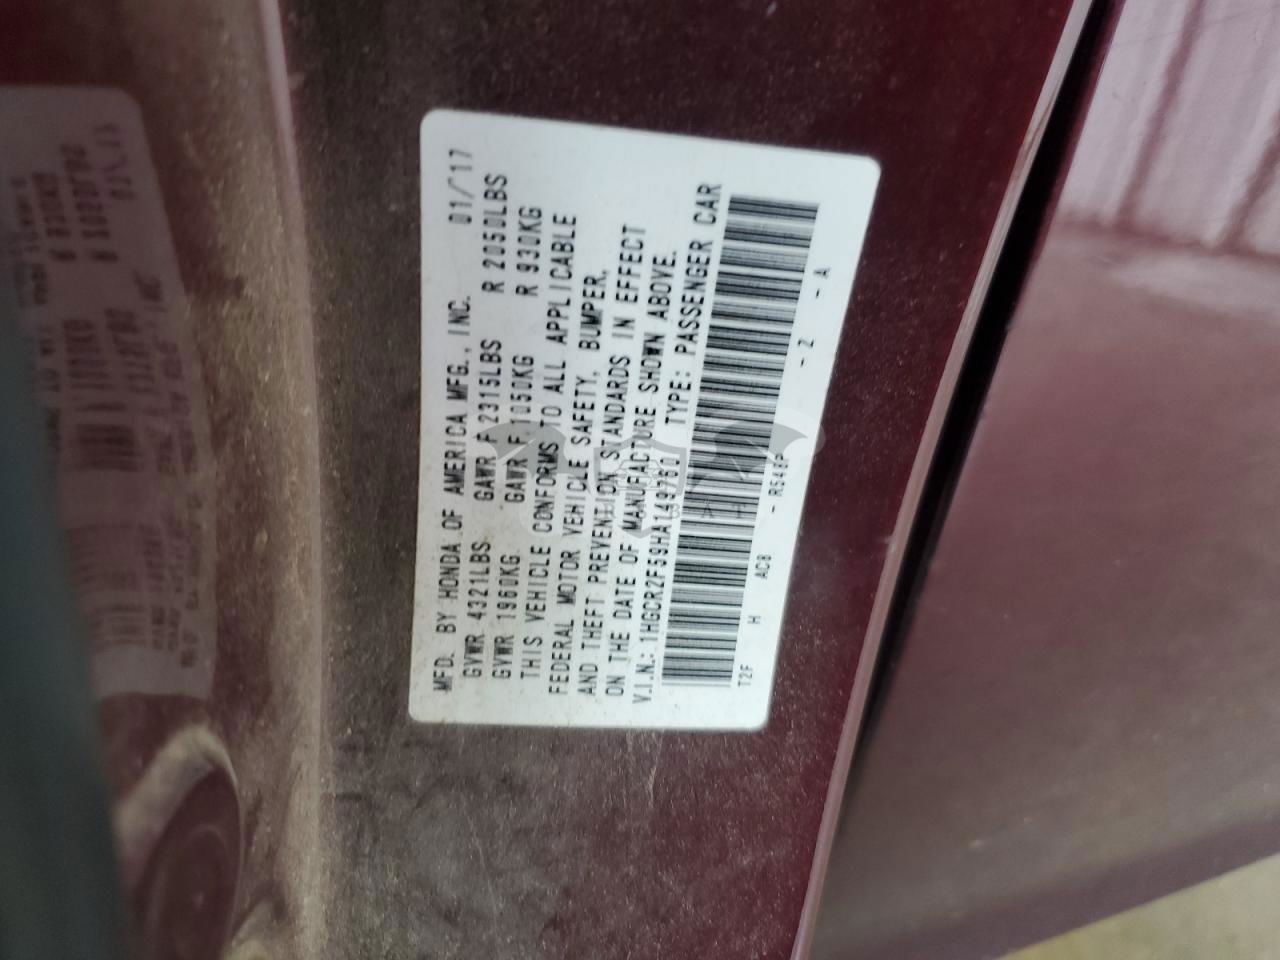 MFD. BY HONDA OF AMERICA MFG., INC. 01/17
GVWR 4321LBS GAWR F 2315LBS R 2050LBS
GVWR 1960KG GAWR F 1050KG R 930KG
THIS VEHICLE CONFORMS TO ALL APPLICABLE
FEDERAL MOTOR VEHICLE SAFETY, BUMPER,
AND THEFT PREVENTION STANDARDS IN EFFECT
ON THE DATE OF MANUFACTURE SHOWN ABOVE.
V.I.N.: 1HGCR2F59HA149760 TYPE: PASSENGER CAR
T2F H ACB - R548P - Z - A